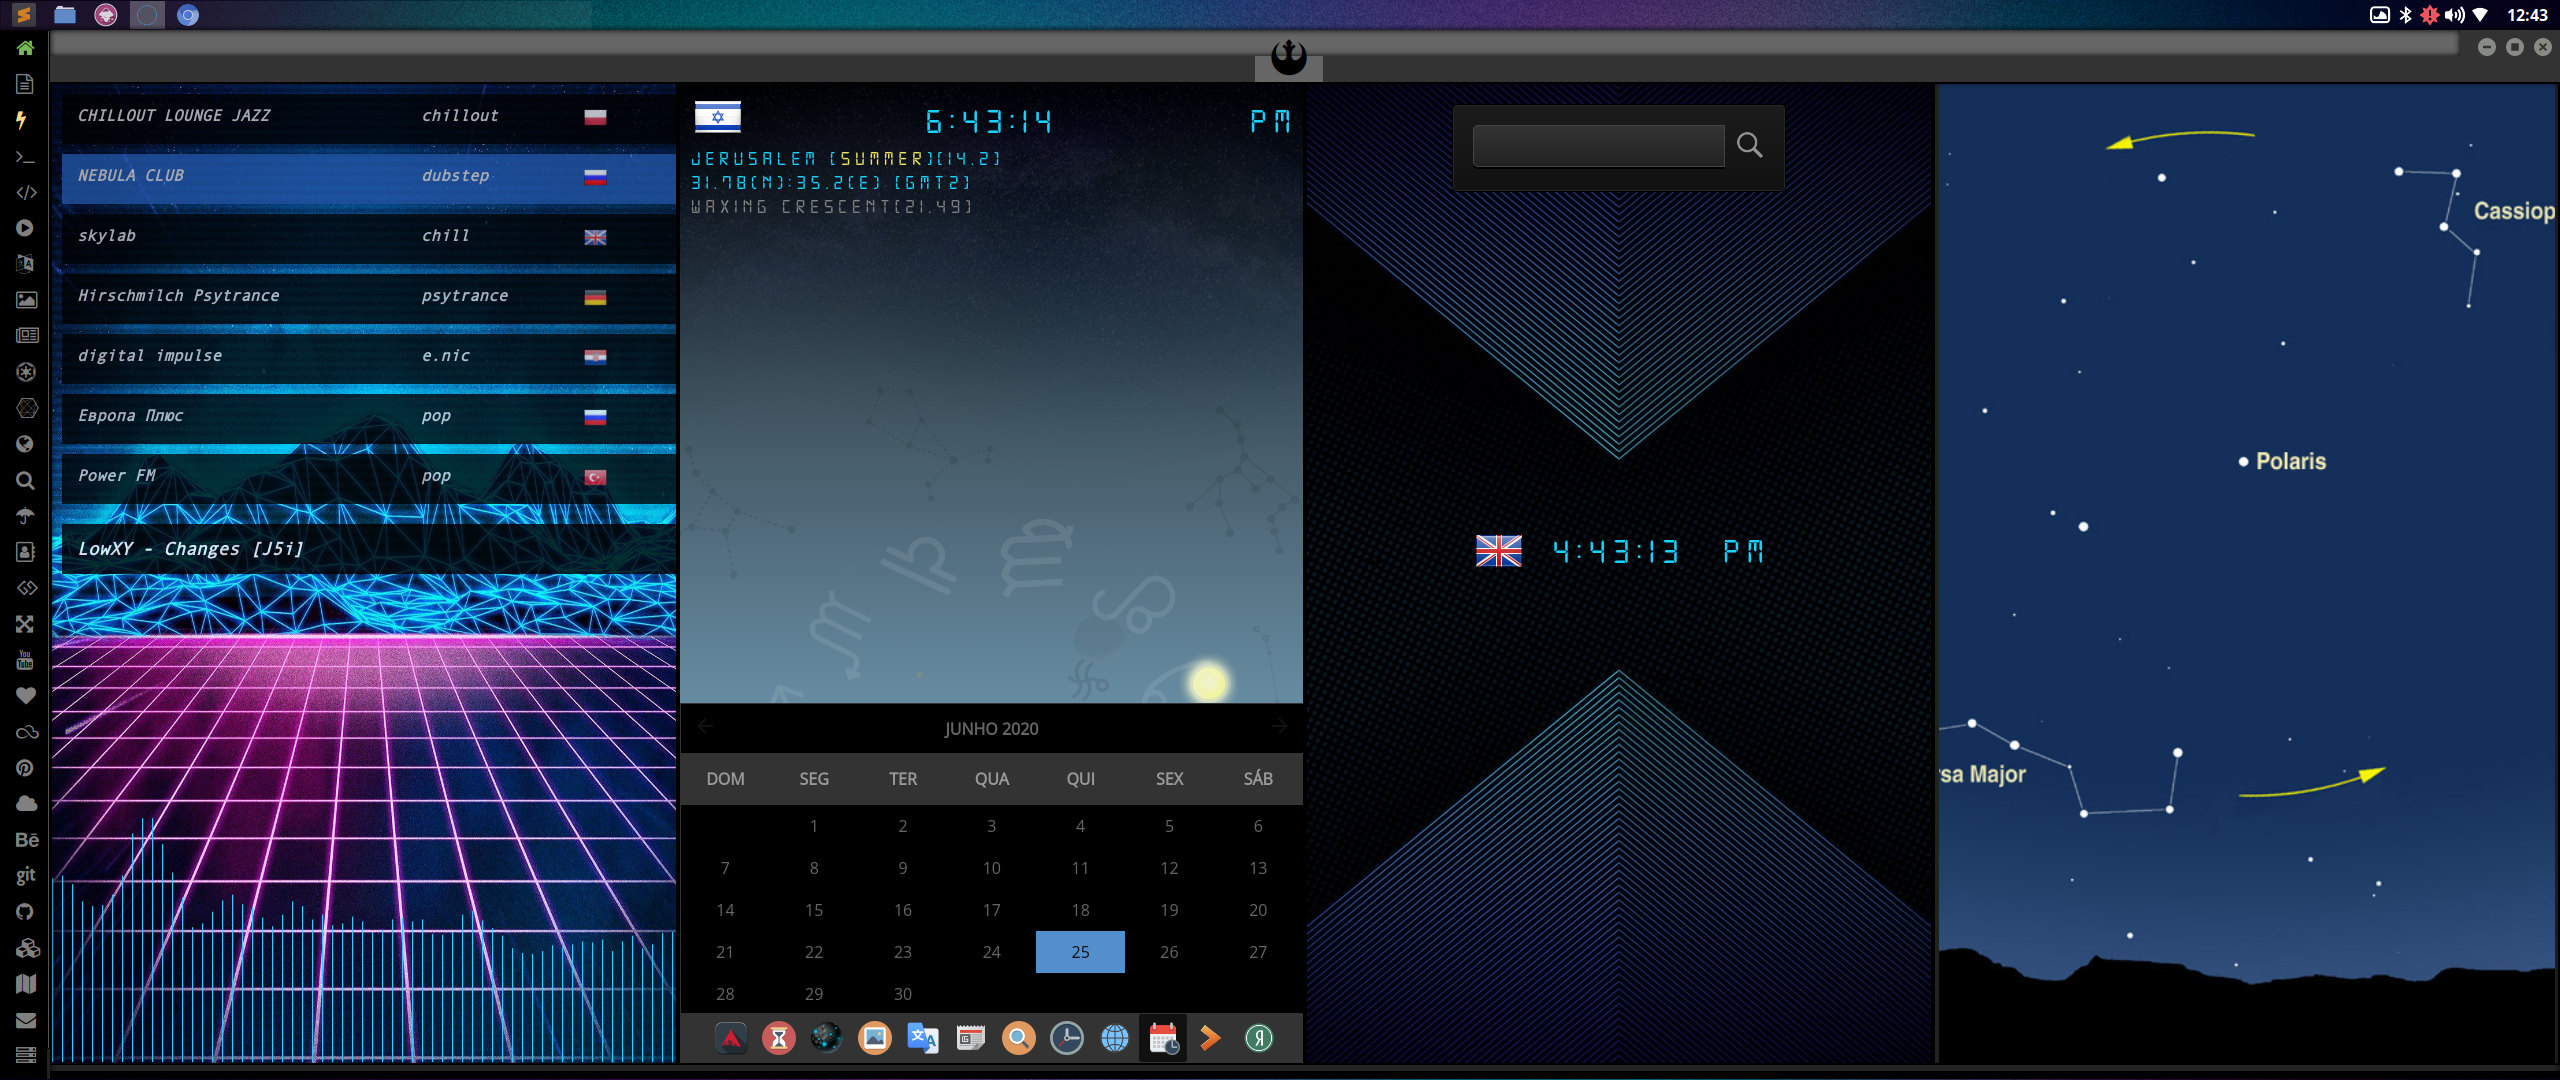 12:43
CHILLOUT LOUNGE JAZZ chillout
NEBULA CLUB dubstep
skylab chill
Hirschmilch Psytrance psytrance
digital impulse e.nic
Европа Плюс pop
Power FM pop
LowXY - Changes [J5i]
6:43:14 PM
JERUSALEM [SUMMER][14.2]
31.78(N):35.2(E) [GMT2]
WAXING CRESCENT[21.49]
JUNHO 2020
DOM SEG TER QUA QUI SEX SÁB
1 2 3 4 5 6
7 8 9 10 11 12 13
14 15 16 17 18 19 20
21 22 23 24 25 26 27
28 29 30
4:43:13 PM
Cassiop
Polaris
rsa Major
You
Tube
Bē
git